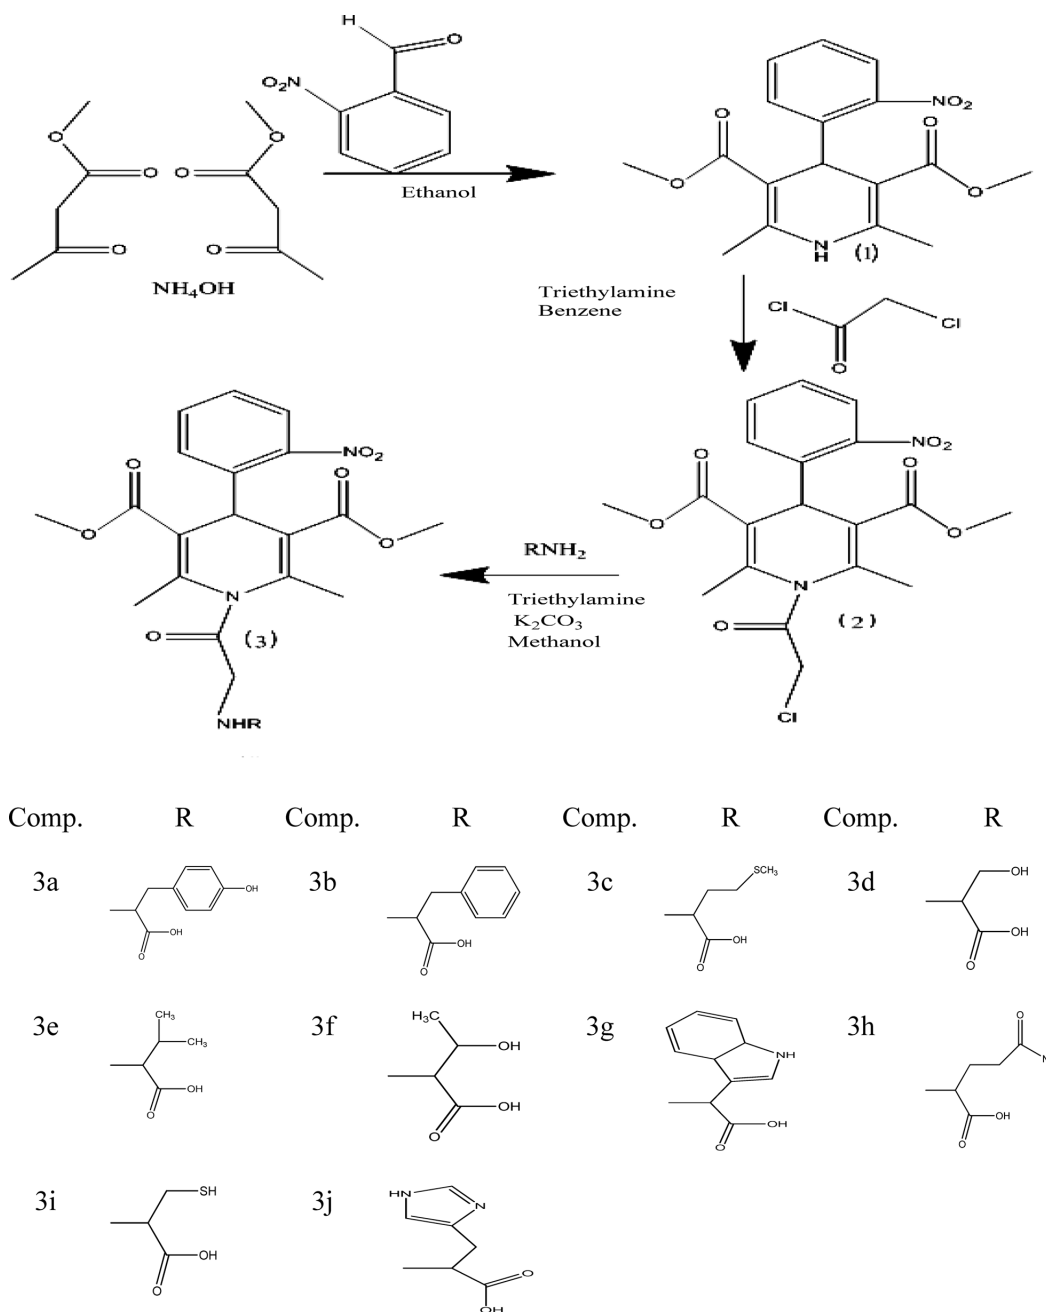 H
O
O₂N
O
O
O
O
O
O
Ethanol
NH₄OH
NO₂
O
O
O
O
N
H
(1)
Triethylamine
Benzene
Cl
Cl
O
NO₂
O
O
O
O
N
O
(3)
NHR
RNH₂
Triethylamine
K₂CO₃
Methanol
NO₂
O
O
O
O
N
O
(2)
Cl
Comp. R Comp. R Comp. R Comp. R
3a
OH
OH
O
3b
OH
O
3c
SCH₃
OH
O
3d
OH
OH
O
3e
CH₃
CH₃
OH
O
3f
H₃C
OH
OH
O
3g
NH
OH
O
3h
O
N
OH
O
3i
SH
OH
O
3j
HN
N
O
OH